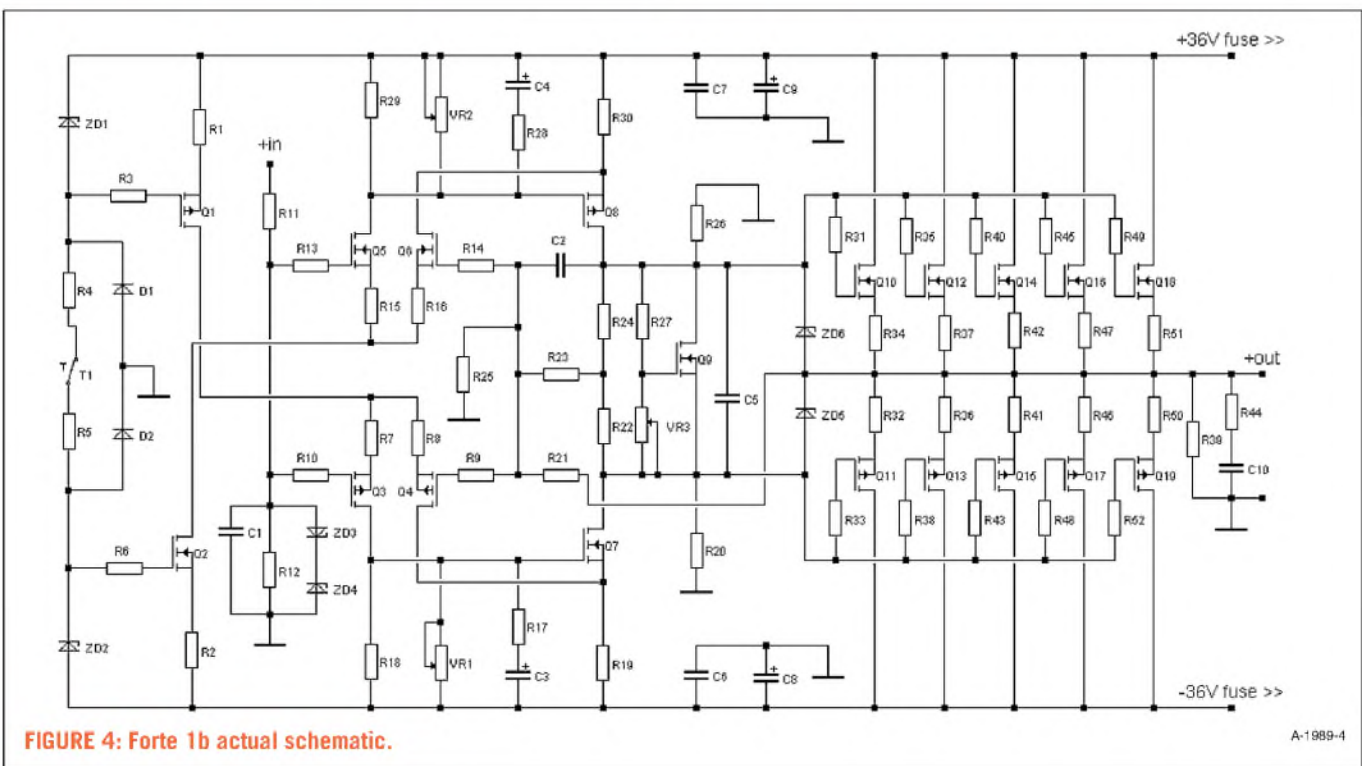 +36V fuse >>
ZD1
R1
R29
VR2
C4
R28
R30
C7
C9
+in
R3
Q1
R11
Q8
R26
R13
Q5
Q6
R14
C2
R31
R35
R40
R45
R49
Q10
Q12
Q14
Q16
Q18
R4
D1
R15
R16
R24
R27
Q9
ZD6
R34
R37
R42
R47
R51
+out
T
T1
R25
R23
C5
R5
D2
R7
R8
R22
VR3
ZD5
R32
R36
R41
R46
R50
R39
R44
R10
Q3
Q4
R9
R21
Q11
Q13
Q15
Q17
Q19
C10
C1
ZD3
R33
R38
R43
R48
R52
R6
Q2
R12
ZD4
Q7
R20
ZD2
R2
R17
R18
VR1
C3
R19
C6
C8
-36V fuse >>
FIGURE 4: Forte 1b actual schematic.
A-1989-4